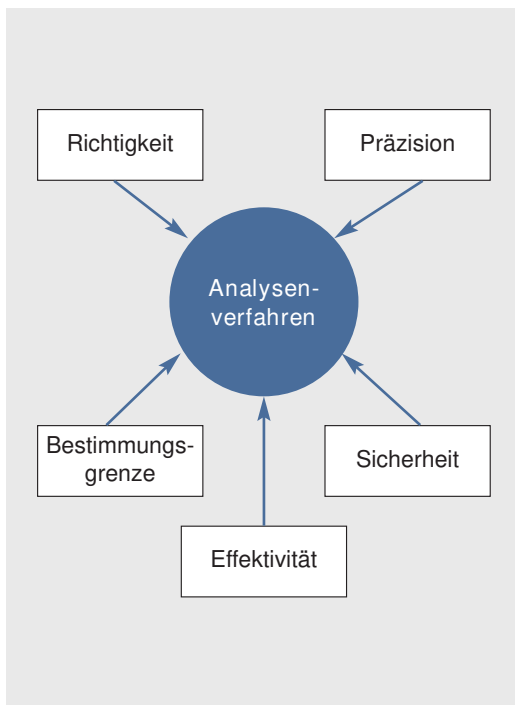 Richtigkeit
Präzision
Analysen-
verfahren
Bestimmungs-
grenze
Sicherheit
Effektivität